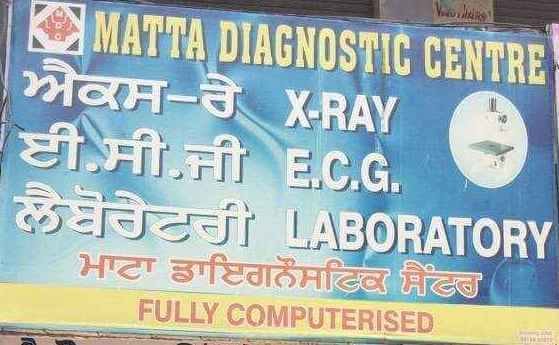 MATTA DIAGNOSTIC CENTRE
ਐਕਸ-ਰੇ X-RAY
ਈ.ਸੀ.ਜੀ E.C.G.
ਲੈਬੋਰੇਟਰੀ LABORATORY
ਮਾਟਾ ਡਾਇਗਨੌਸਟਿਕ ਸੈਂਟਰ
FULLY COMPUTERISED